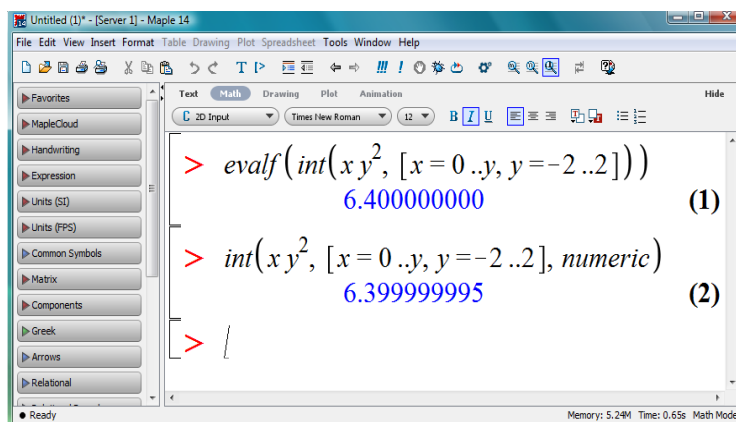 Untitled (1)* - [Server 1] - Maple 14
File Edit View Insert Format Table Drawing Plot Spreadsheet Tools Window Help
Text Math Drawing Plot Animation Hide
C 2D Input Times New Roman 12 B I U
Favorites
MapleCloud
Handwriting
Expression
Units (SI)
Units (FPS)
Common Symbols
Matrix
Components
Greek
Arrows
Relational
> evalf(int(x y², [x = 0 ..y, y = −2 ..2]))
6.400000000 (1)
> int(x y², [x = 0 ..y, y = −2 ..2], numeric)
6.399999995 (2)
>
Ready Memory: 5.24M Time: 0.65s Math Mode